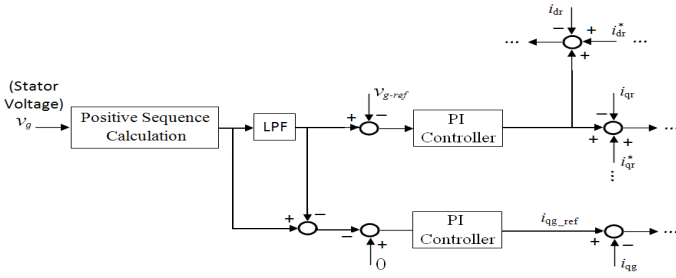 i_dr
i*_dr
...
...
(Stator
Voltage)
v_g
Positive Sequence
Calculation
LPF
v_g-ref
PI
Controller
i_qr
...
i*_qr
...
PI
Controller
i_qg_ref
...
0
i_qg
+
−